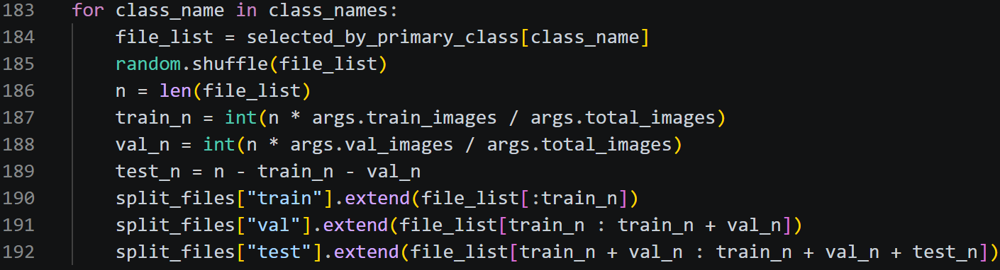 183 for class_name in class_names:
184     file_list = selected_by_primary_class[class_name]
185     random.shuffle(file_list)
186     n = len(file_list)
187     train_n = int(n * args.train_images / args.total_images)
188     val_n = int(n * args.val_images / args.total_images)
189     test_n = n - train_n - val_n
190     split_files["train"].extend(file_list[:train_n])
191     split_files["val"].extend(file_list[train_n : train_n + val_n])
192     split_files["test"].extend(file_list[train_n + val_n : train_n + val_n + test_n])